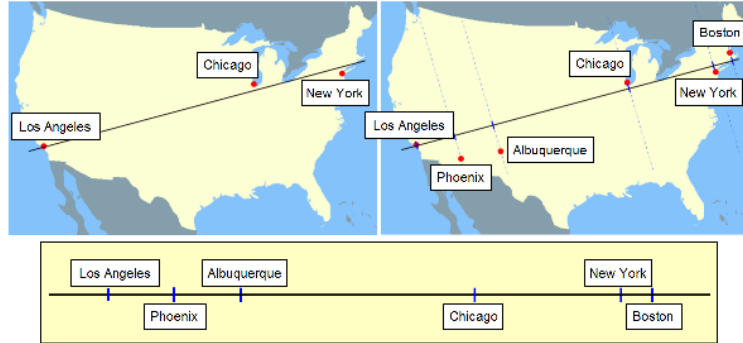 Chicago
New York
Los Angeles
Boston
Chicago
New York
Los Angeles
Albuquerque
Phoenix
Los Angeles
Albuquerque
New York
Phoenix
Chicago
Boston